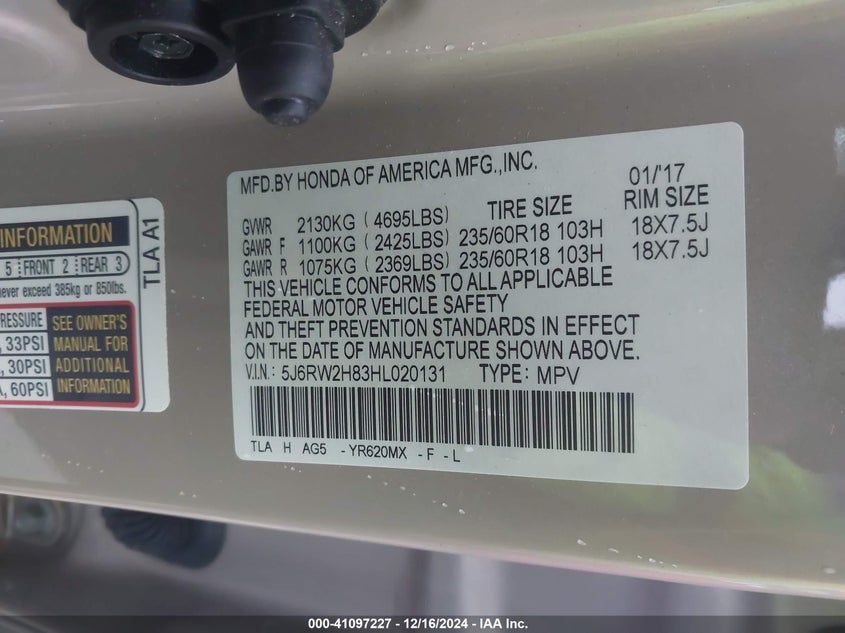 MFD.BY HONDA OF AMERICA MFG.,INC. 01/'17
TIRE SIZE RIM SIZE
GVWR 2130KG (4695LBS)
GAWR F 1100KG (2425LBS) 235/60R18 103H 18X7.5J
GAWR R 1075KG (2369LBS) 235/60R18 103H 18X7.5J
THIS VEHICLE CONFORMS TO ALL APPLICABLE
FEDERAL MOTOR VEHICLE SAFETY
AND THEFT PREVENTION STANDARDS IN EFFECT
ON THE DATE OF MANUFACTURE SHOWN ABOVE.
V.I.N.: 5J6RW2H83HL020131 TYPE: MPV
TLA H AG5 -YR620MX -F -L
INFORMATION
5 FRONT 2 REAR 3
never exceed 385kg or 850lbs.
PRESSURE
, 33PSI
, 30PSI
, 60PSI
SEE OWNER'S
MANUAL FOR
ADDITIONAL
INFORMATION
TLA A1
000-41097227 - 12/16/2024 - IAA Inc.